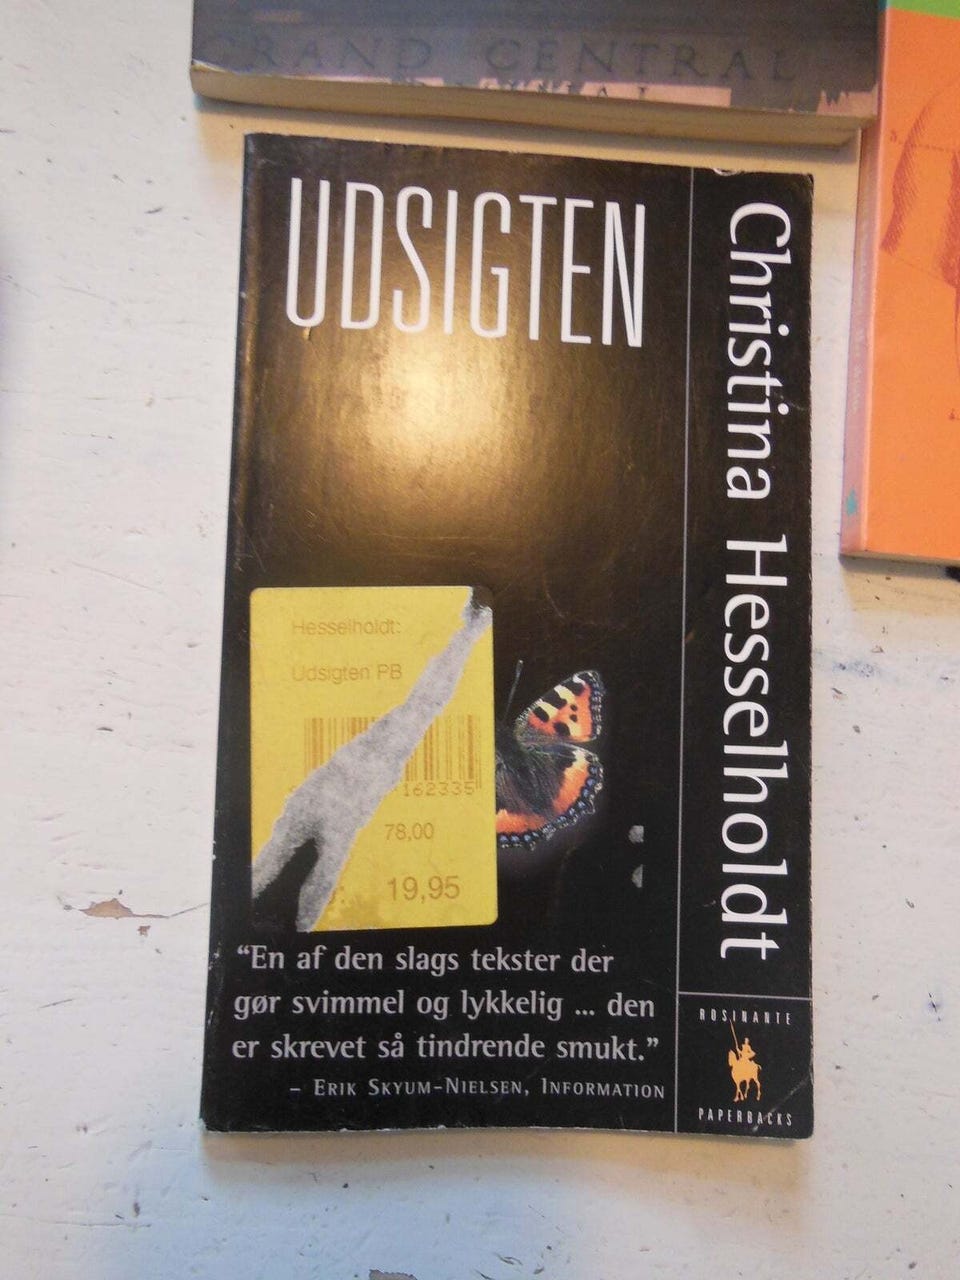 GRAND CENTRAL
UDSIGTEN
Christina Hesselholdt
Hesselholdt:
Udsigten PB
162335
78,00
19,95
“En af den slags tekster der
gør svimmel og lykkelig ... den
er skrevet så tindrende smukt.”
– ERIK SKYUM-NIELSEN, INFORMATION
ROSINANTE
PAPERBACKS